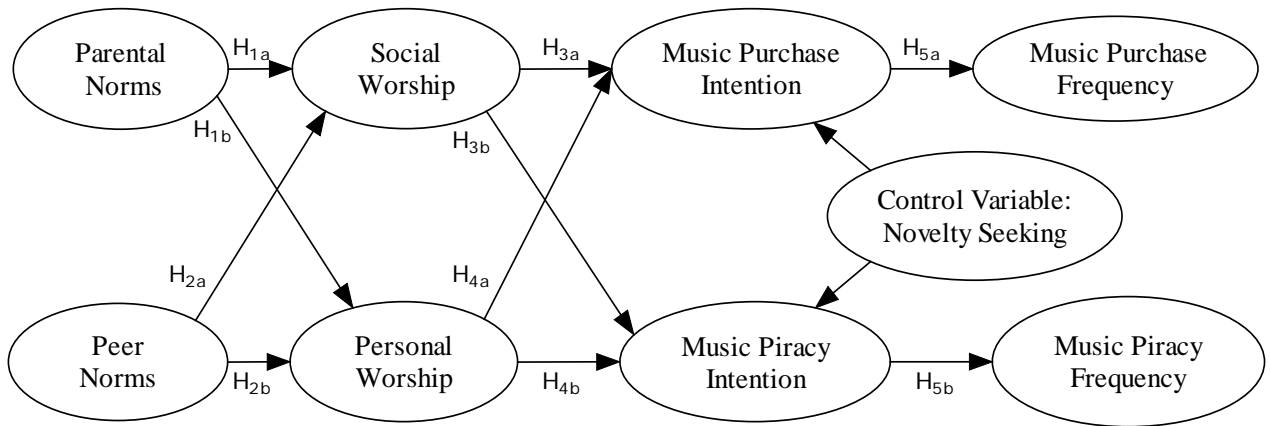 Parental
Norms
H1a
Social
Worship
H3a
Music Purchase
Intention
H5a
Music Purchase
Frequency
H1b
H3b
Control Variable:
Novelty Seeking
H2a
H4a
Peer
Norms
H2b
Personal
Worship
H4b
Music Piracy
Intention
H5b
Music Piracy
Frequency